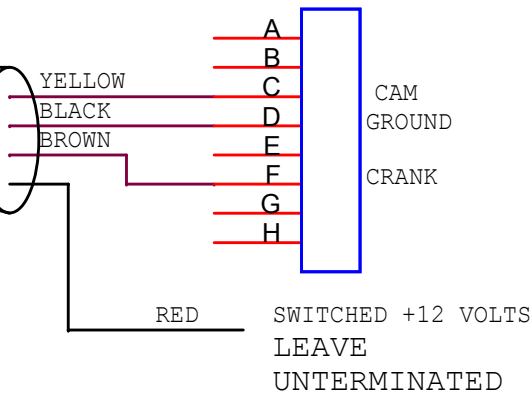 A
B
YELLOW
C
CAM
BLACK
D
GROUND
BROWN
E
F
CRANK
G
H
RED
SWITCHED +12 VOLTS
LEAVE
UNTERMINATED